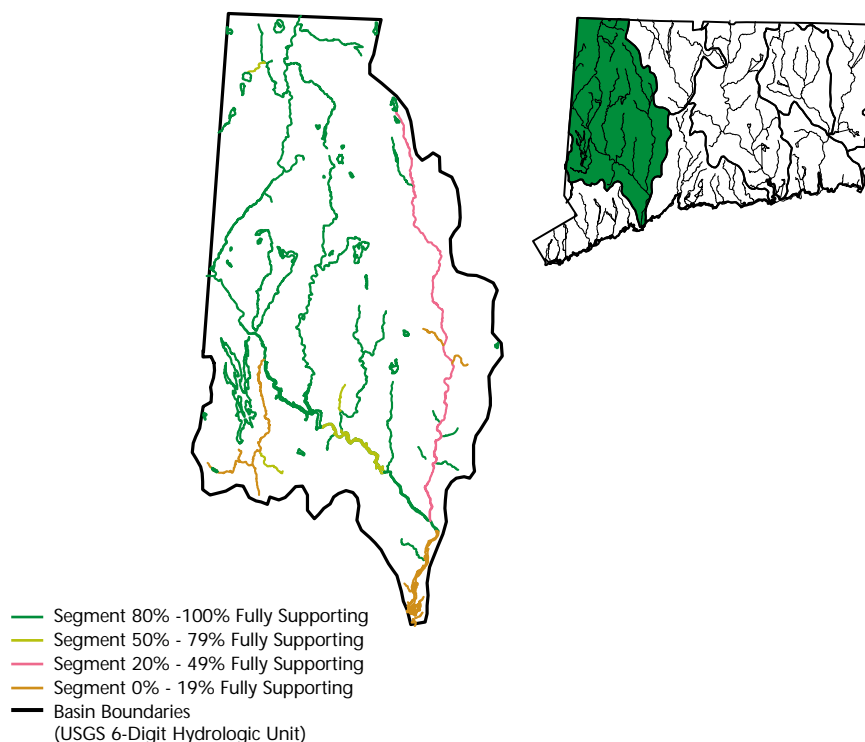 Segment 80% -100% Fully Supporting
Segment 50% - 79% Fully Supporting
Segment 20% - 49% Fully Supporting
Segment 0% - 19% Fully Supporting
Basin Boundaries
(USGS 6-Digit Hydrologic Unit)